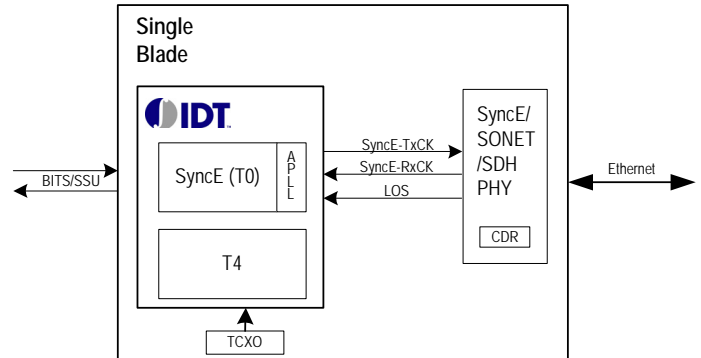 Single
Blade
IDT
SyncE (T0)
APLL
T4
TCXO
BITS/SSU
SyncE-TxCK
SyncE-RxCK
LOS
SyncE/
SONET
/SDH
PHY
CDR
Ethernet